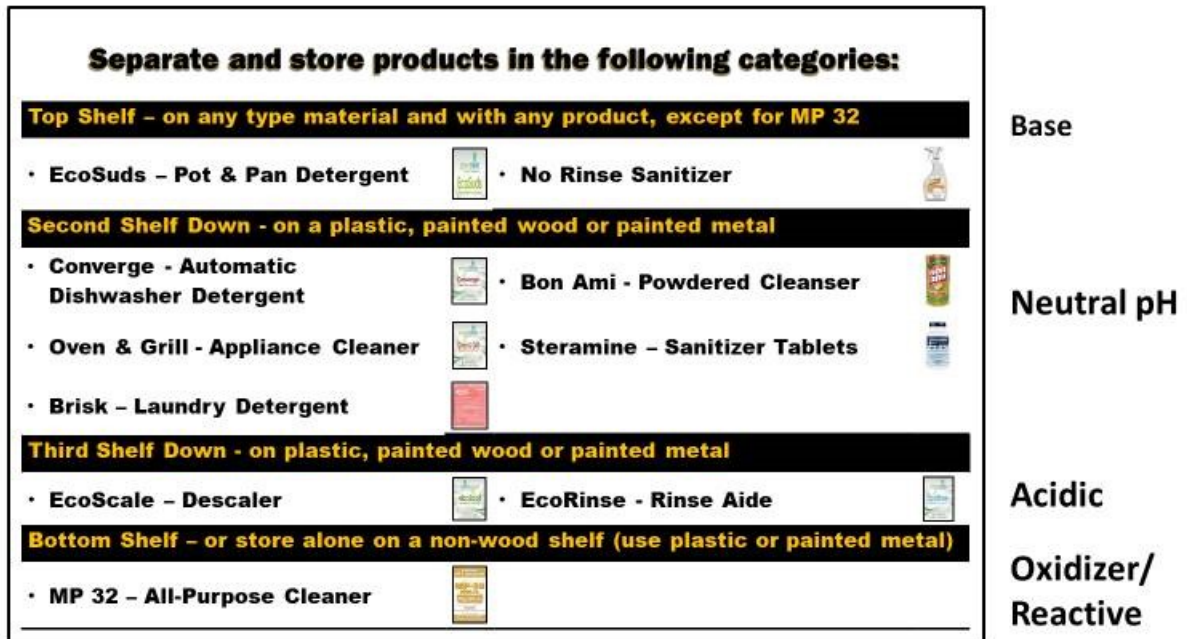 Separate and store products in the following categories:
Top Shelf – on any type material and with any product, except for MP 32
Base
• EcoSuds – Pot & Pan Detergent
• No Rinse Sanitizer
Second Shelf Down - on a plastic, painted wood or painted metal
• Converge - Automatic
Dishwasher Detergent
• Bon Ami - Powdered Cleanser
Neutral pH
• Oven & Grill - Appliance Cleaner
• Steramine – Sanitizer Tablets
• Brisk – Laundry Detergent
Third Shelf Down - on plastic, painted wood or painted metal
• EcoScale – Descaler
• EcoRinse - Rinse Aide
Acidic
Bottom Shelf – or store alone on a non-wood shelf (use plastic or painted metal)
Oxidizer/
Reactive
• MP 32 – All-Purpose Cleaner